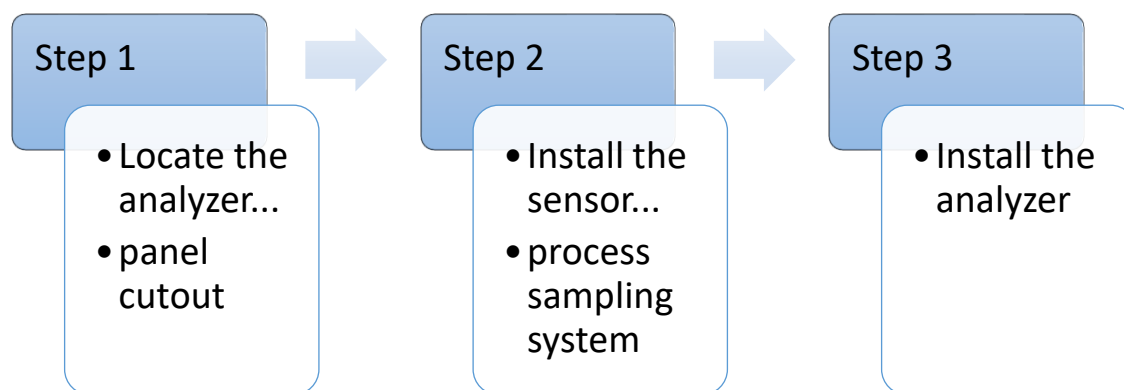 Step 1
• Locate the
analyzer...
• panel
cutout
Step 2
• Install the
sensor...
• process
sampling
system
Step 3
• Install the
analyzer